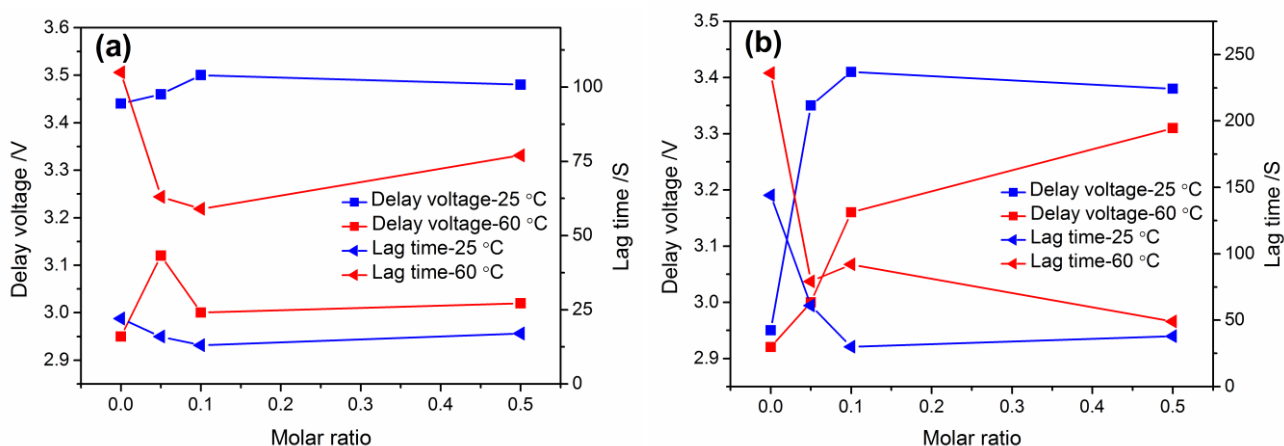 (a)
3.6
3.5
3.4
3.3
3.2
3.1
3.0
2.9
Delay voltage /V
0.0 0.1 0.2 0.3 0.4 0.5
Molar ratio
100
75
50
25
0
Lag time /S
Delay voltage-25 °C
Delay voltage-60 °C
Lag time-25 °C
Lag time-60 °C
(b)
3.5
3.4
3.3
3.2
3.1
3.0
2.9
Delay voltage /V
0.0 0.1 0.2 0.3 0.4 0.5
Molar ratio
250
200
150
100
50
0
Lag time /S
Delay voltage-25 °C
Delay voltage-60 °C
Lag time-25 °C
Lag time-60 °C